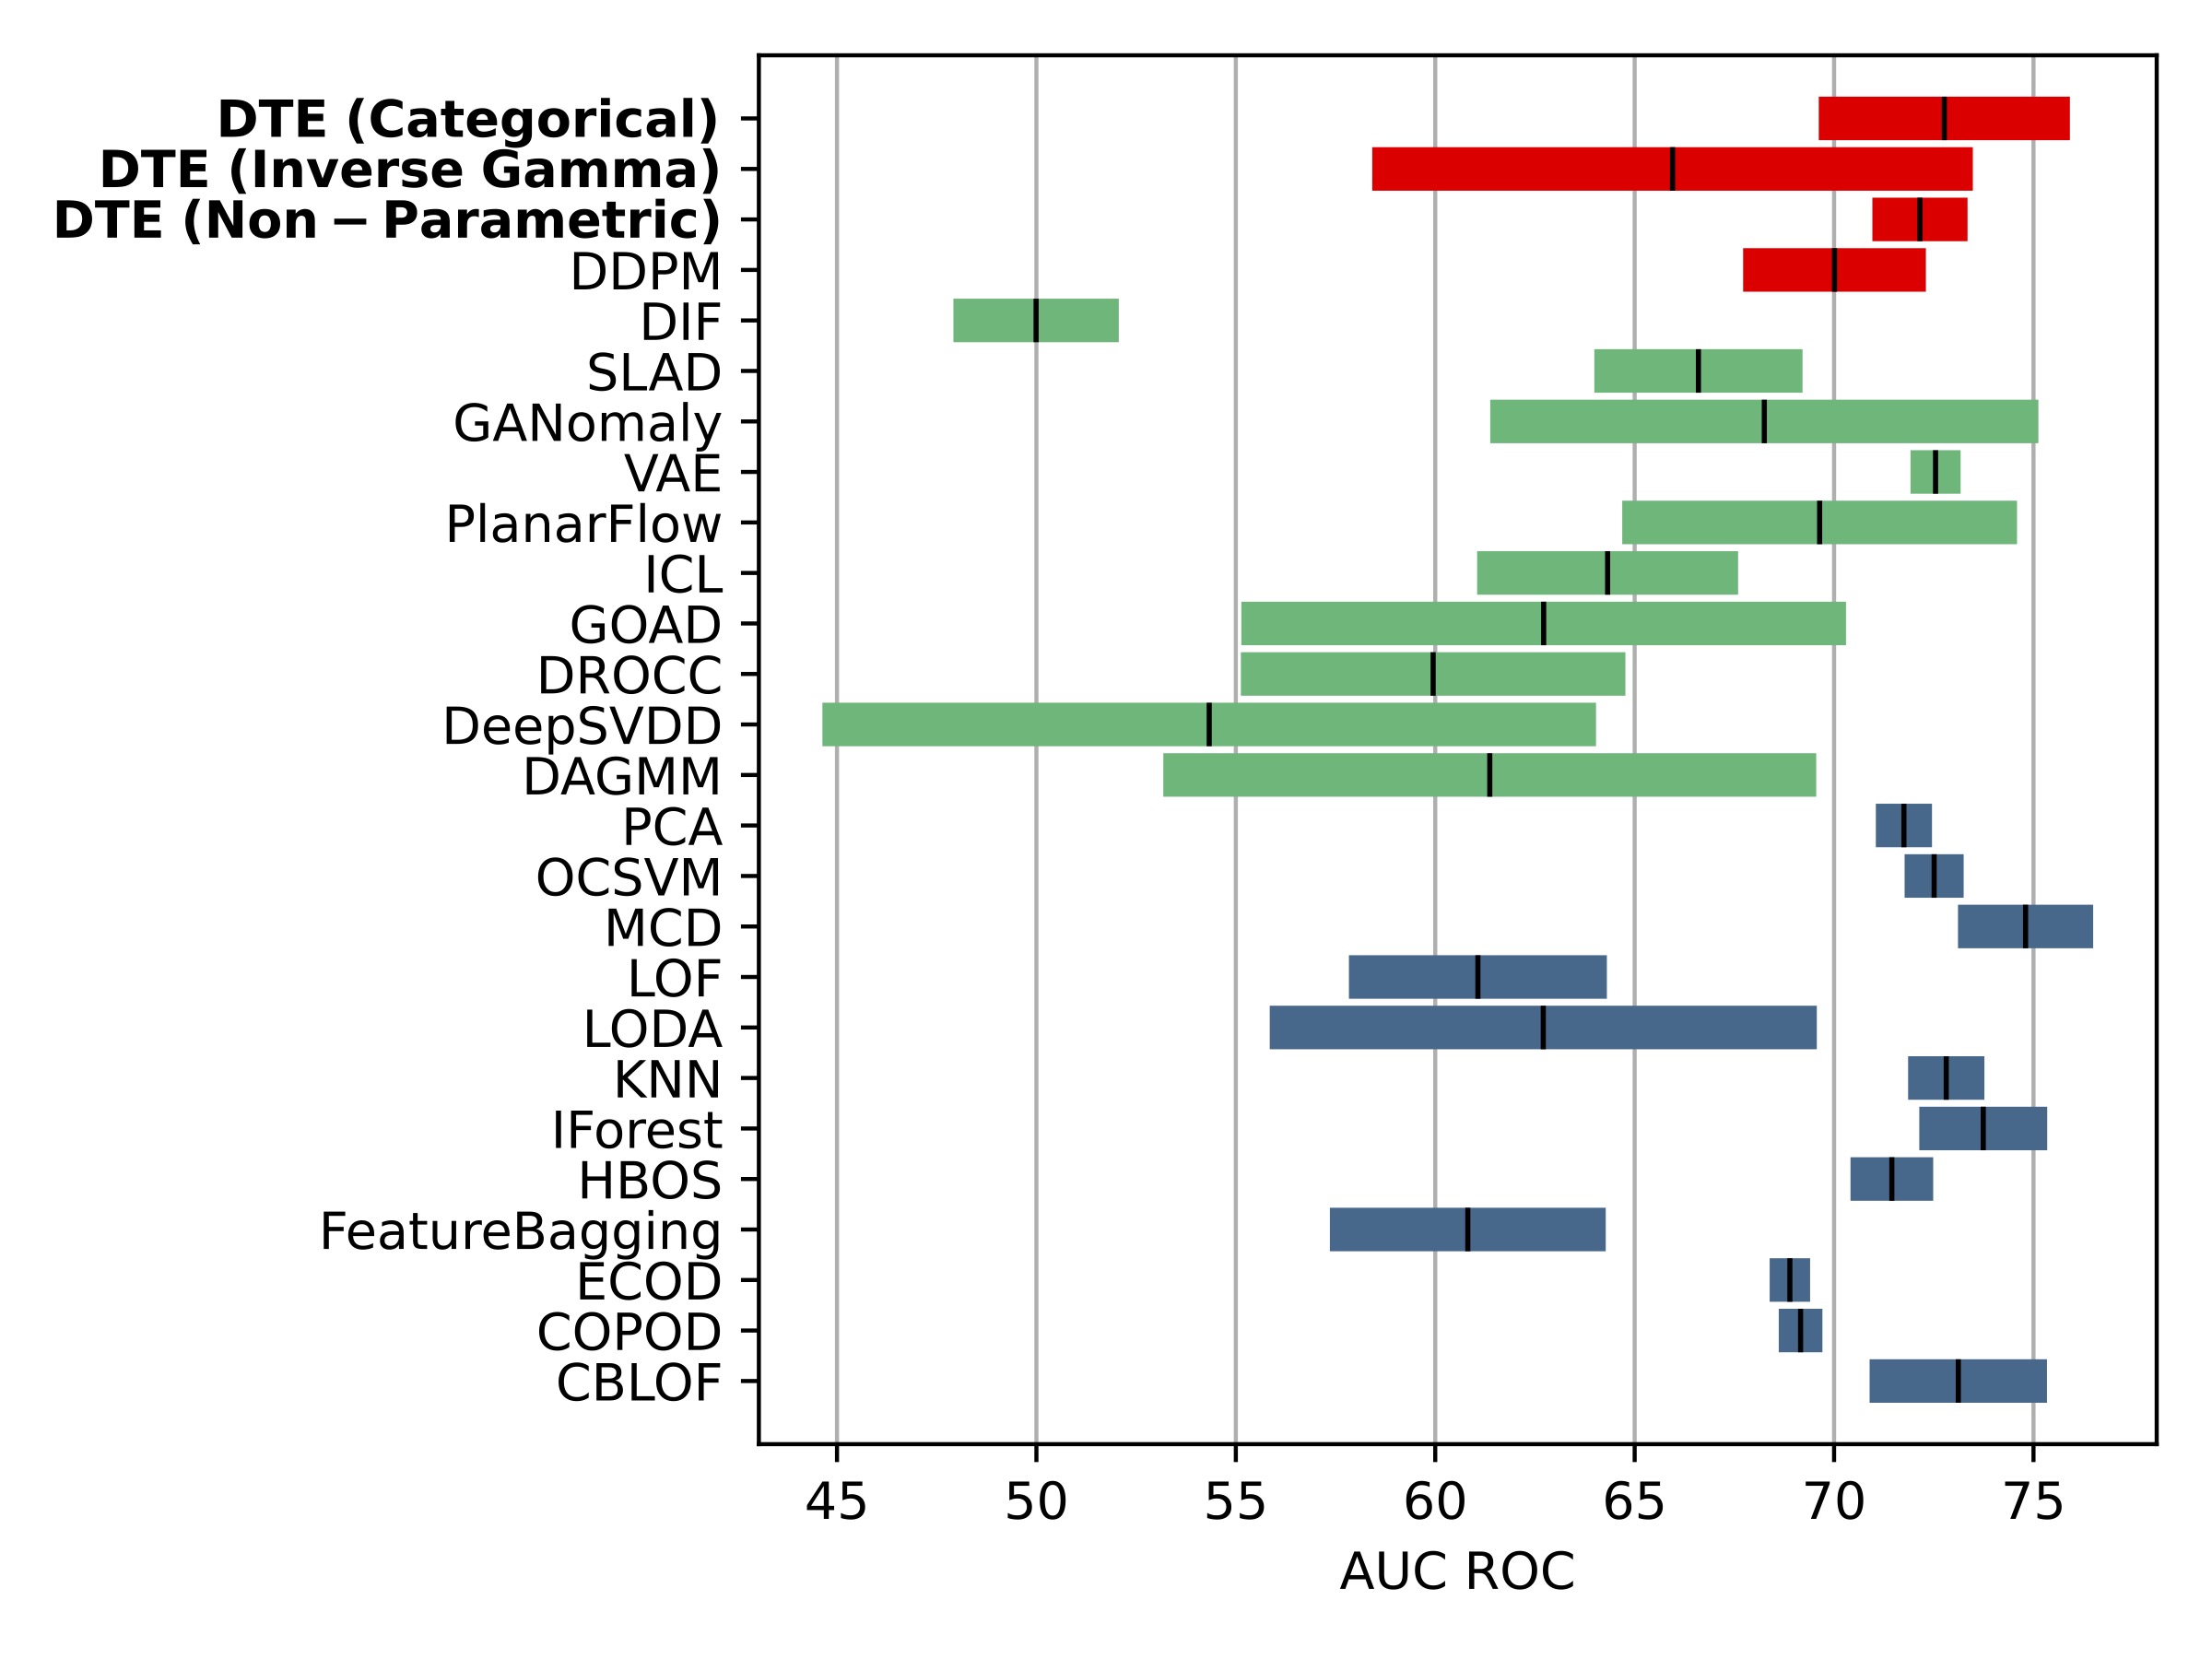 DTE (Categorical)
DTE (Inverse Gamma)
DTE (Non − Parametric)
DDPM
DIF
SLAD
GANomaly
VAE
PlanarFlow
ICL
GOAD
DROCC
DeepSVDD
DAGMM
PCA
OCSVM
MCD
LOF
LODA
KNN
IForest
HBOS
FeatureBagging
ECOD
COPOD
CBLOF
45 50 55 60 65 70 75
AUC ROC